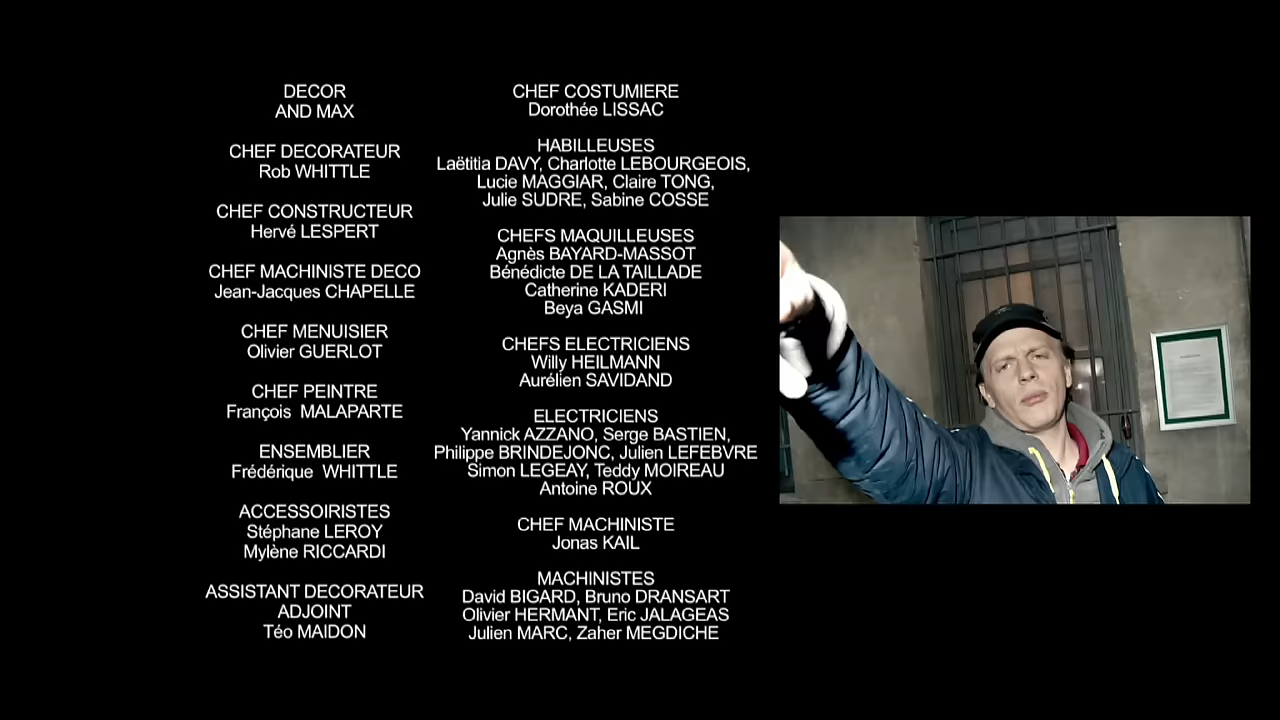 DECOR
AND MAX
CHEF DECORATEUR
Rob WHITTLE
CHEF CONSTRUCTEUR
Hervé LESPERT
CHEF MACHINISTE DECO
Jean-Jacques CHAPELLE
CHEF MENUISIER
Olivier GUERLOT
CHEF PEINTRE
François MALAPARTE
ENSEMBLIER
Frédérique WHITTLE
ACCESSOIRISTES
Stéphane LEROY
Mylène RICCARDI
ASSISTANT DECORATEUR
ADJOINT
Téo MAIDON
CHEF COSTUMIERE
Dorothée LISSAC
HABILLEUSES
Laëtitia DAVY, Charlotte LEBOURGEOIS,
Lucie MAGGIAR, Claire TONG,
Julie SUDRE, Sabine COSSE
CHEFS MAQUILLEUSES
Agnès BAYARD-MASSOT
Bénédicte DE LA TAILLADE
Catherine KADERI
Beya GASMI
CHEFS ELECTRICIENS
Willy HEILMANN
Aurélien SAVIDAND
ELECTRICIENS
Yannick AZZANO, Serge BASTIEN,
Philippe BRINDEJONC, Julien LEFEBVRE
Simon LEGEAY, Teddy MOIREAU
Antoine ROUX
CHEF MACHINISTE
Jonas KAIL
MACHINISTES
David BIGARD, Bruno DRANSART
Olivier HERMANT, Eric JALAGEAS
Julien MARC, Zaher MEGDICHE